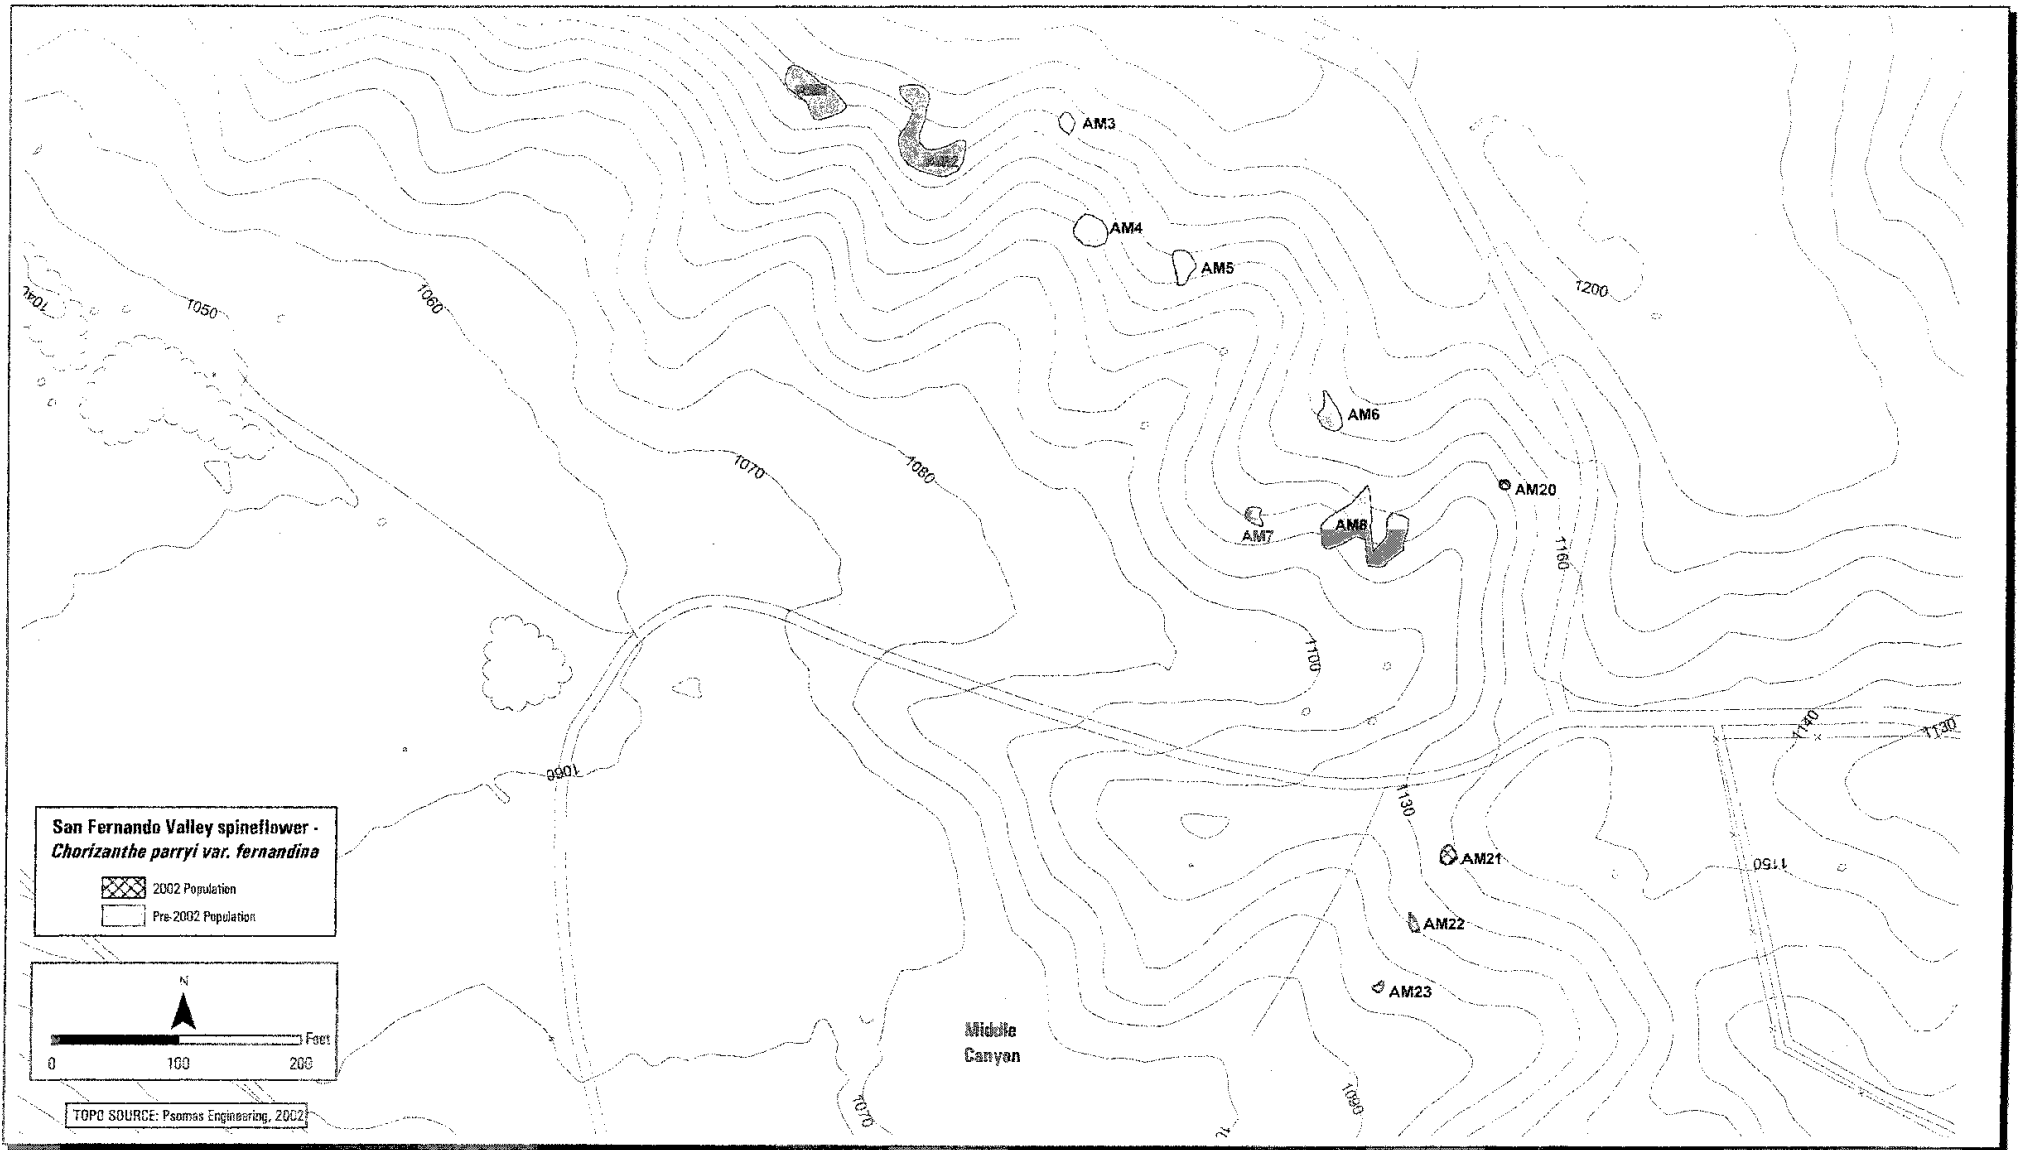 AM2
AM3
AM4
AM5
1200
1040
1050
1060
AM6
1070
1080
AM20
AM8
AM7
1160
1100
1140
1130
1060
1130
San Fernando Valley spineflower -
Chorizanthe parryi var. fernandina
2002 Population
Pre-2002 Population
AM21
1150
AM22
N
AM23
Feet
0 100 200
Middle
Canyon
1070
1090
TOPO SOURCE: Psomas Engineering, 2002